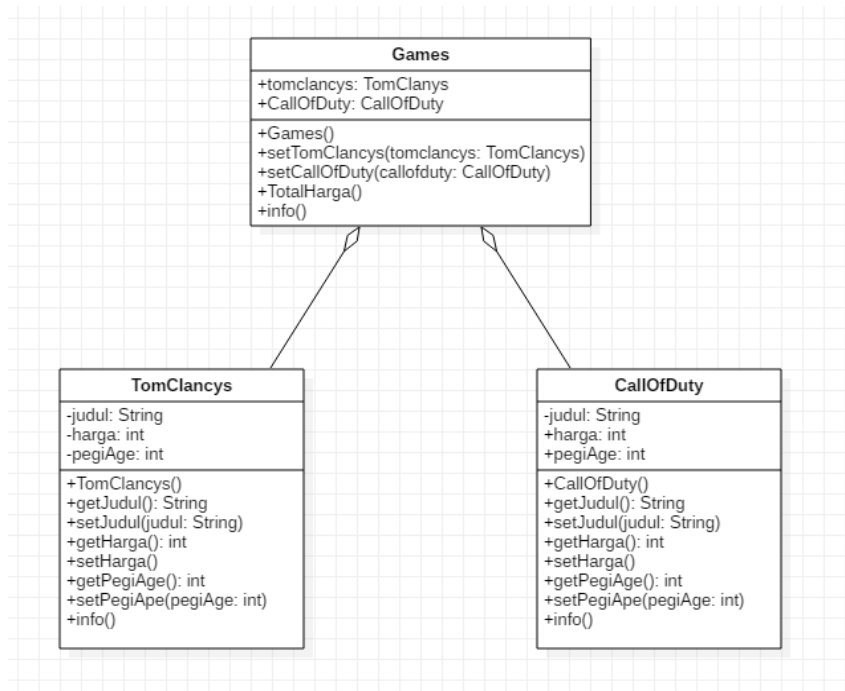 Games
+tomclancys: TomClanys
+CallOfDuty: CallOfDuty
+Games()
+setTomClancys(tomclancys: TomClancys)
+setCallOfDuty(callofduty: CallOfDuty)
+TotalHarga()
+info()
TomClancys
-judul: String
-harga: int
-pegiAge: int
+TomClancys()
+getJudul(): String
+setJudul(judul: String)
+getHarga(): int
+setHarga()
+getPegiAge(): int
+setPegiApe(pegiAge: int)
+info()
CallOfDuty
-judul: String
+harga: int
+pegiAge: int
+CallOfDuty()
+getJudul(): String
+setJudul(judul: String)
+getHarga(): int
+setHarga()
+getPegiAge(): int
+setPegiApe(pegiAge: int)
+info()